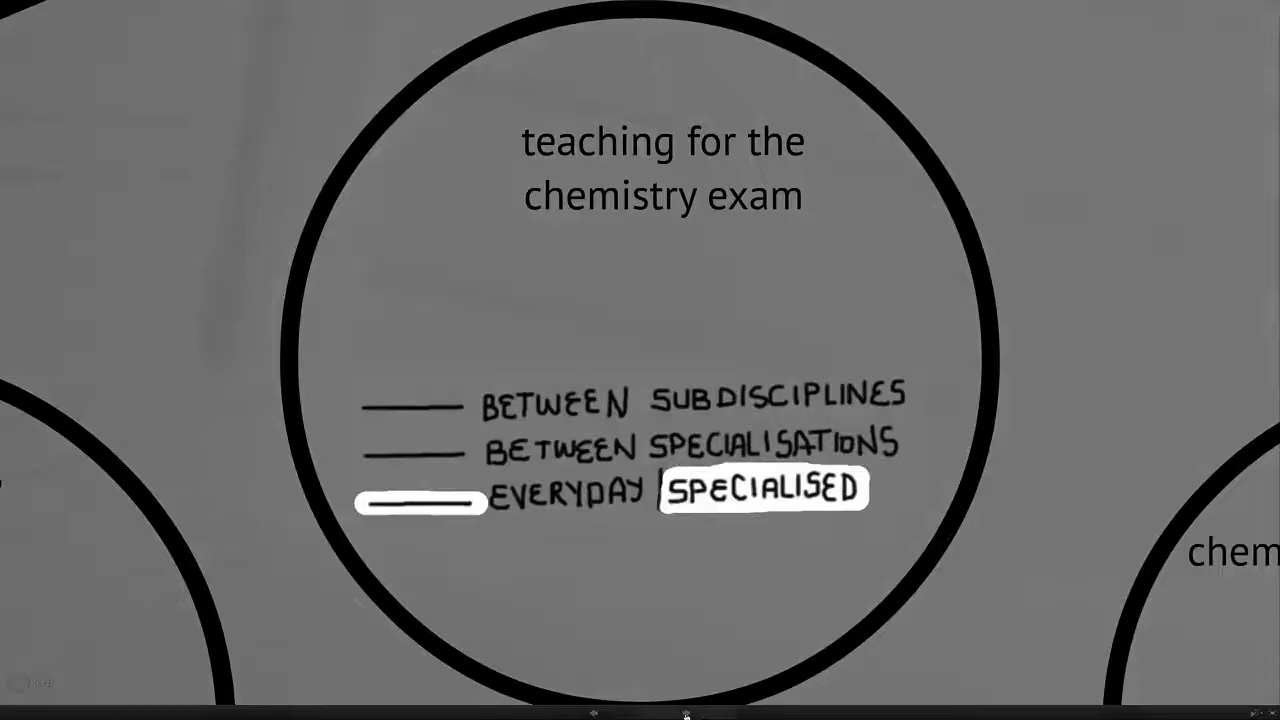 teaching for the
chemistry exam
BETWEEN SUBDISCIPLINES
BETWEEN SPECIALISATIONS
EVERYDAY / SPECIALISED
chem